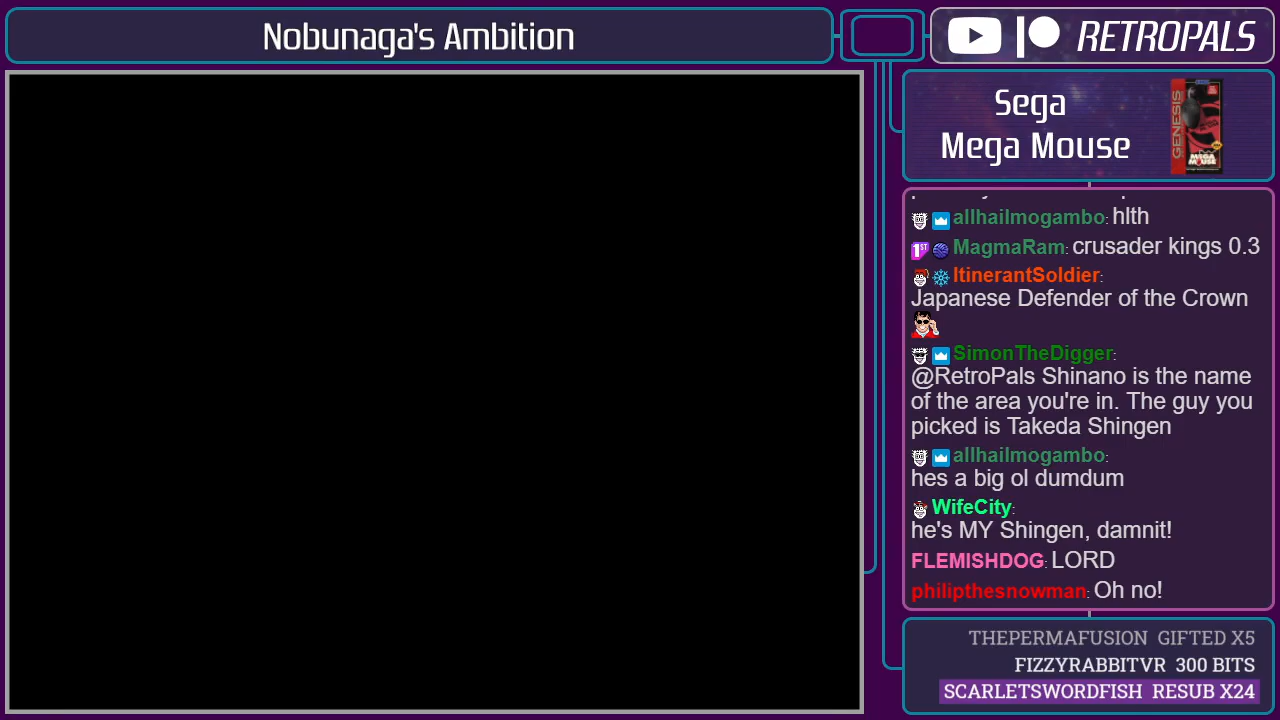 Nobunaga's Ambition
RETROPALS
Sega
Mega Mouse
GENESIS
MEGA
MOUSE
allhailmogambo: hlth
1ST MagmaRam: crusader kings 0.3
ItinerantSoldier:
Japanese Defender of the Crown
SimonTheDigger:
@RetroPals Shinano is the name
of the area you're in. The guy you
picked is Takeda Shingen
allhailmogambo:
hes a big ol dumdum
WifeCity:
he's MY Shingen, damnit!
FLEMISHDOG: LORD
philipthesnowman: Oh no!
THEPERMAFUSION GIFTED X5
FIZZYRABBITVR 300 BITS
SCARLETSWORDFISH RESUB X24